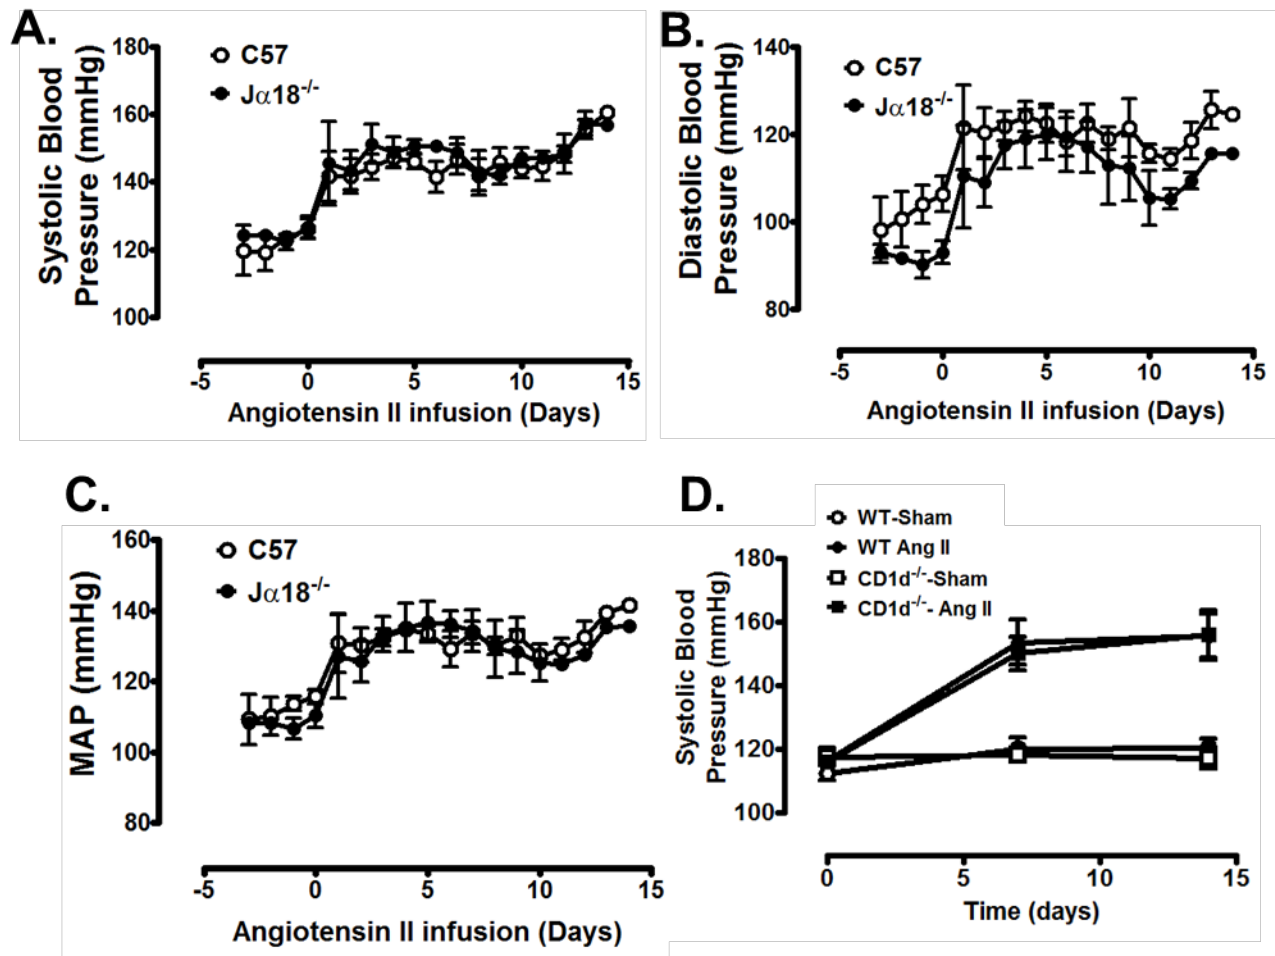 A.
Systolic Blood
Pressure (mmHg)
180
160
140
120
100
C57
Jα18-/-
-5
0
5
10
15
Angiotensin II infusion (Days)
B.
Diastolic Blood
Pressure (mmHg)
140
120
100
80
C57
Jα18-/-
-5
0
5
10
15
Angiotensin II infusion (Days)
C.
MAP (mmHg)
160
140
120
100
80
C57
Jα18-/-
-5
0
5
10
15
Angiotensin II infusion (Days)
D.
WT-Sham
WT Ang II
CD1d-/--Sham
CD1d-/-- Ang II
Systolic Blood
Pressure (mmHg)
180
160
140
120
100
0
5
10
15
Time (days)